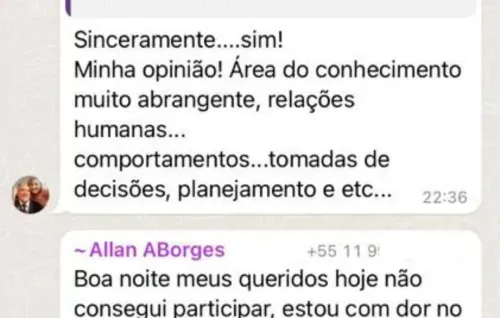 Sinceramente....sim!
Minha opinião! Área do conhecimento
muito abrangente, relações
humanas...
comportamentos...tomadas de
decisões, planejamento e etc...
22:36
~Allan ABorges +55 11 9
Boa noite meus queridos hoje não
consegui participar, estou com dor no